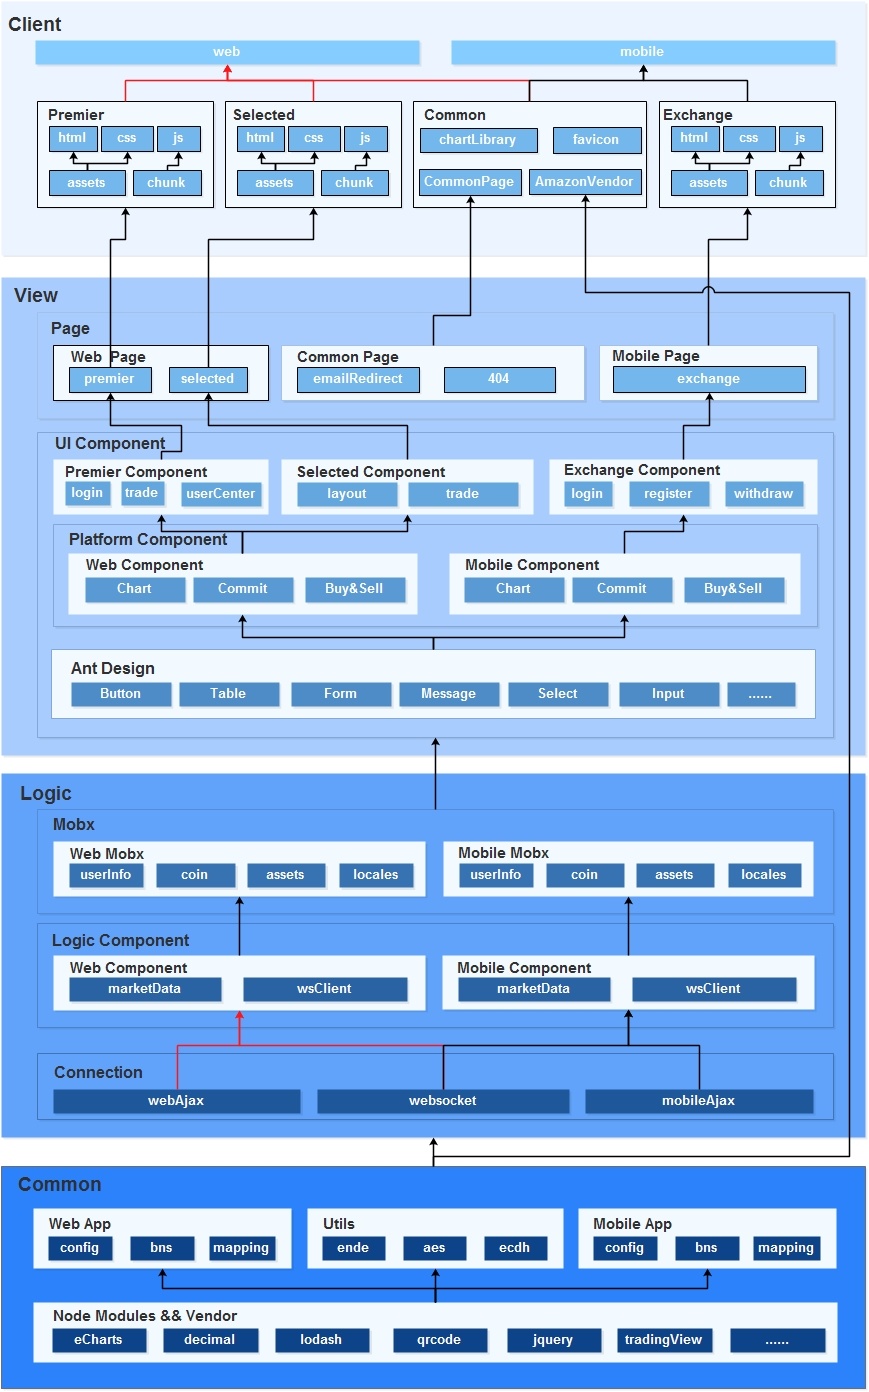 Client
web mobile
Premier Selected Common Exchange
html css js html css js chartLibrary favicon html css js
assets chunk assets chunk CommonPage AmazonVendor assets chunk
View
Page
Web Page Common Page Mobile Page
premier selected emailRedirect 404 exchange
UI Component
Premier Component Selected Component Exchange Component
login trade userCenter layout trade login register withdraw
Platform Component
Web Component Mobile Component
Chart Commit Buy&Sell Chart Commit Buy&Sell
Ant Design
Button Table Form Message Select Input ......
Logic
Mobx
Web Mobx Mobile Mobx
userInfo coin assets locales userInfo coin assets locales
Logic Component
Web Component Mobile Component
marketData wsClient marketData wsClient
Connection
webAjax websocket mobileAjax
Common
Web App Utils Mobile App
config bns mapping ende aes ecdh config bns mapping
Node Modules && Vendor
eCharts decimal lodash qrcode jquery tradingView ......